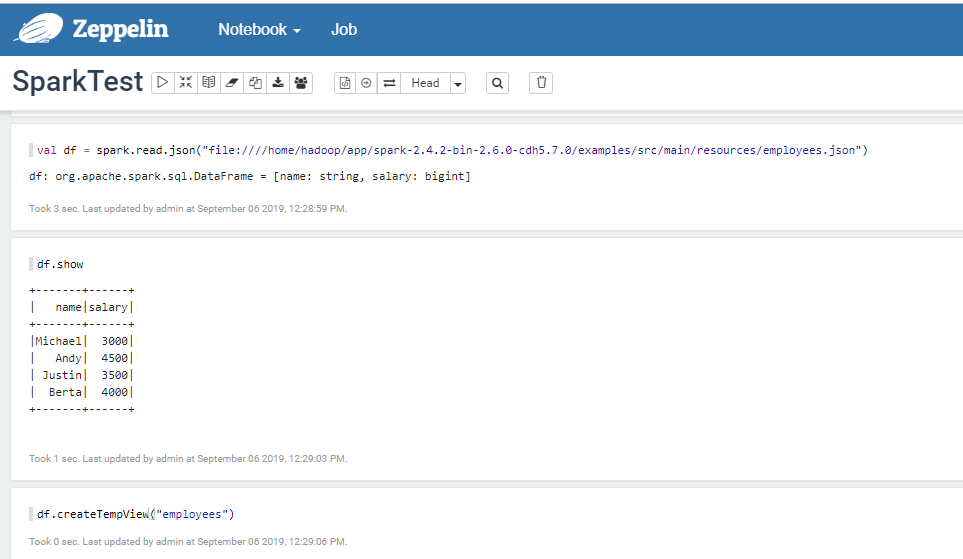 Zeppelin Notebook Job
SparkTest Head
val df = spark.read.json("file:////home/hadoop/app/spark-2.4.2-bin-2.6.0-cdh5.7.0/examples/src/main/resources/employees.json")
df: org.apache.spark.sql.DataFrame = [name: string, salary: bigint]
Took 3 sec. Last updated by admin at September 06 2019, 12:28:59 PM.
df.show
+-------+------+
|   name|salary|
+-------+------+
|Michael|  3000|
|   Andy|  4500|
| Justin|  3500|
|  Berta|  4000|
+-------+------+
Took 1 sec. Last updated by admin at September 06 2019, 12:29:03 PM.
df.createTempView("employees")
Took 0 sec. Last updated by admin at September 06 2019, 12:29:06 PM.